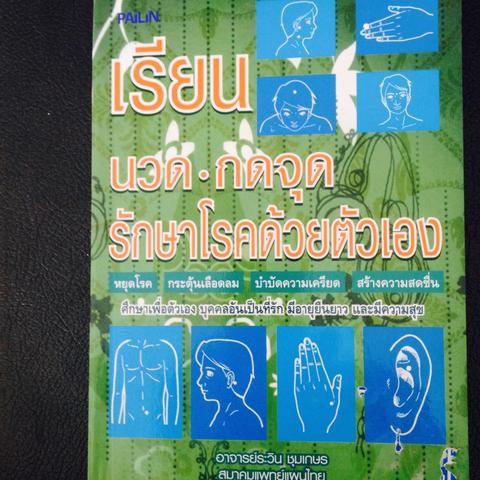 PAILIN
เรียน
นวด • กดจุด
รักษาโรคด้วยตัวเอง
หยุดโรค กระตุ้นเลือดลม บำบัดความเครียด สร้างความสดชื่น
ศึกษาเพื่อตัวเอง บุคคลอันเป็นที่รัก มีอายุยืนยาว และมีความสุข
อาจารย์ระวิน ชุมเกษร
สมาคมแพทย์แผนไทย